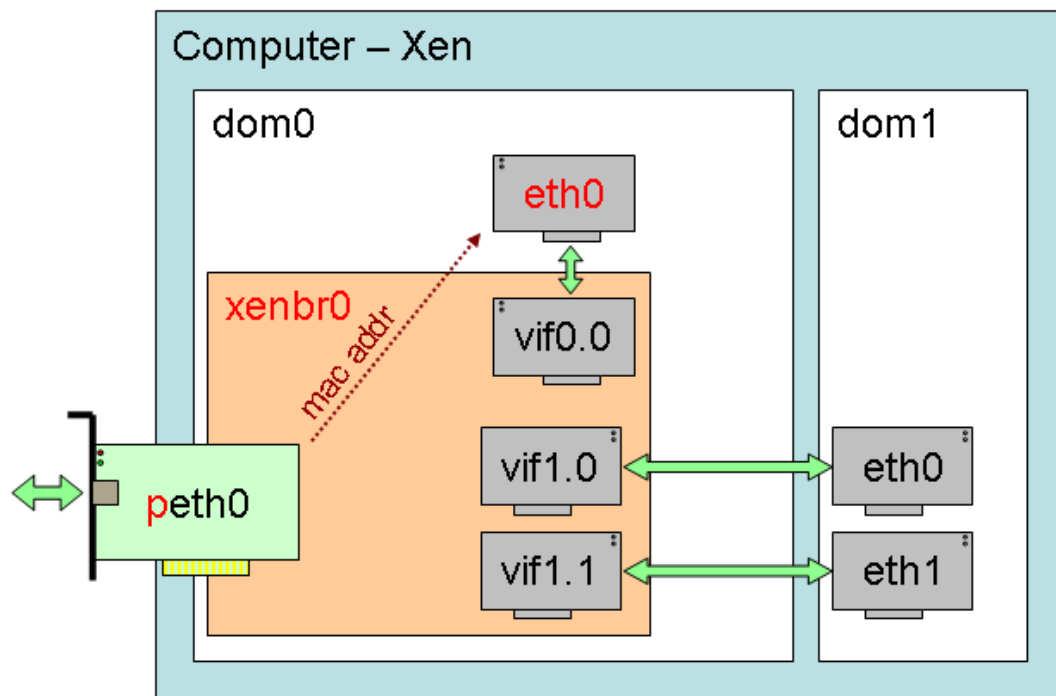 Computer – Xen
dom0
dom1
eth0
xenbr0
vif0.0
mac addr
vif1.0
eth0
peth0
vif1.1
eth1